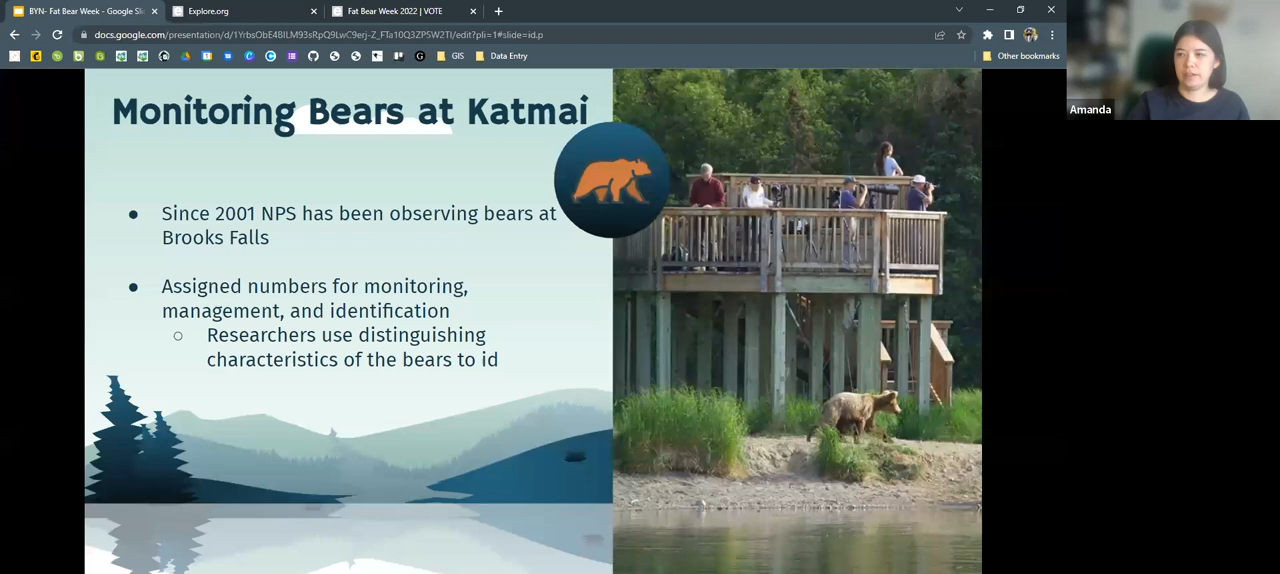 BYN- Fat Bear Week - Google Sli
Explore.org
Fat Bear Week 2022 | VOTE
docs.google.com/presentation/d/1YrbsObE4BILM93sRpQ9LwC9erj-Z_FTa10Q3ZP5W2TI/edit?pli=1#slide=id.p
GIS
Data Entry
Other bookmarks
Amanda
Monitoring Bears at Katmai
● Since 2001 NPS has been observing bears at
Brooks Falls
● Assigned numbers for monitoring,
management, and identification
○ Researchers use distinguishing
characteristics of the bears to id